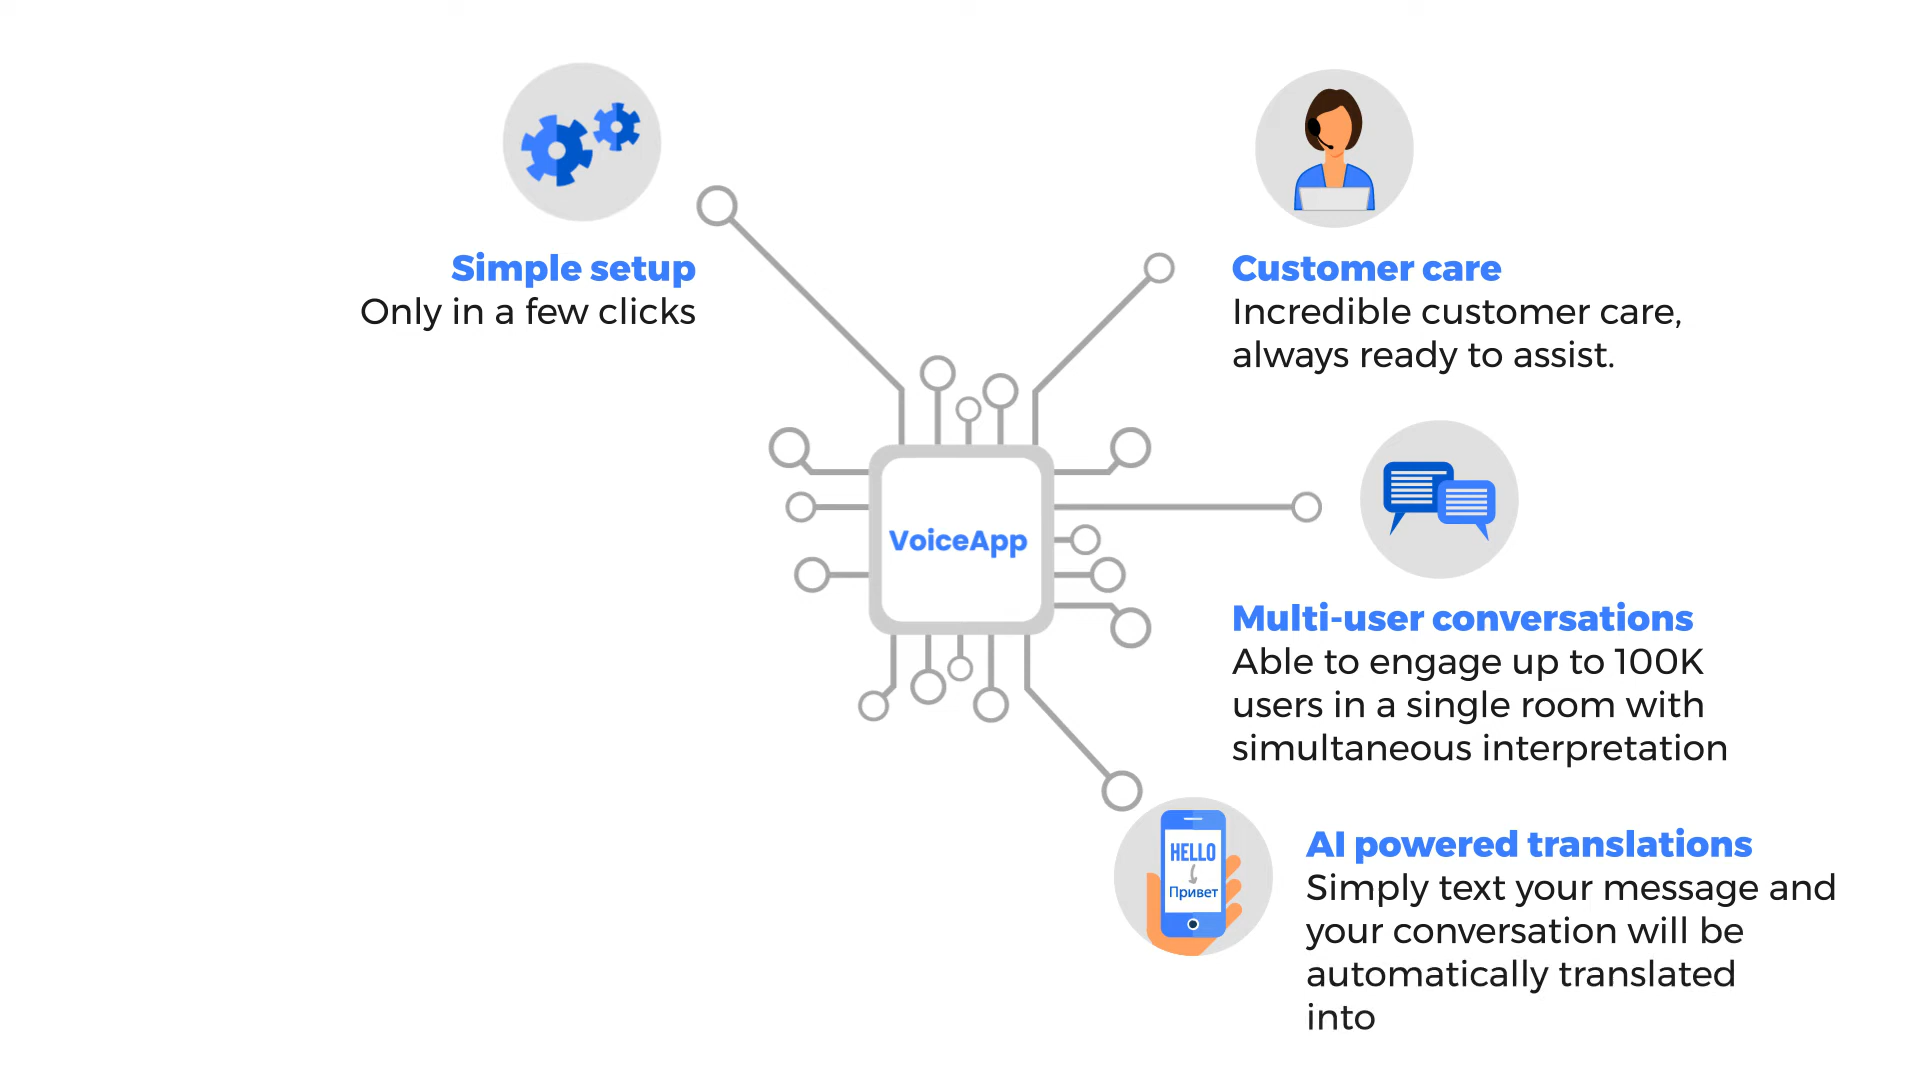 Simple setup
Only in a few clicks
Customer care
Incredible customer care,
always ready to assist.
VoiceApp
Multi-user conversations
Able to engage up to 100K
users in a single room with
simultaneous interpretation
HELLO
Привет
AI powered translations
Simply text your message and
your conversation will be
automatically translated
into